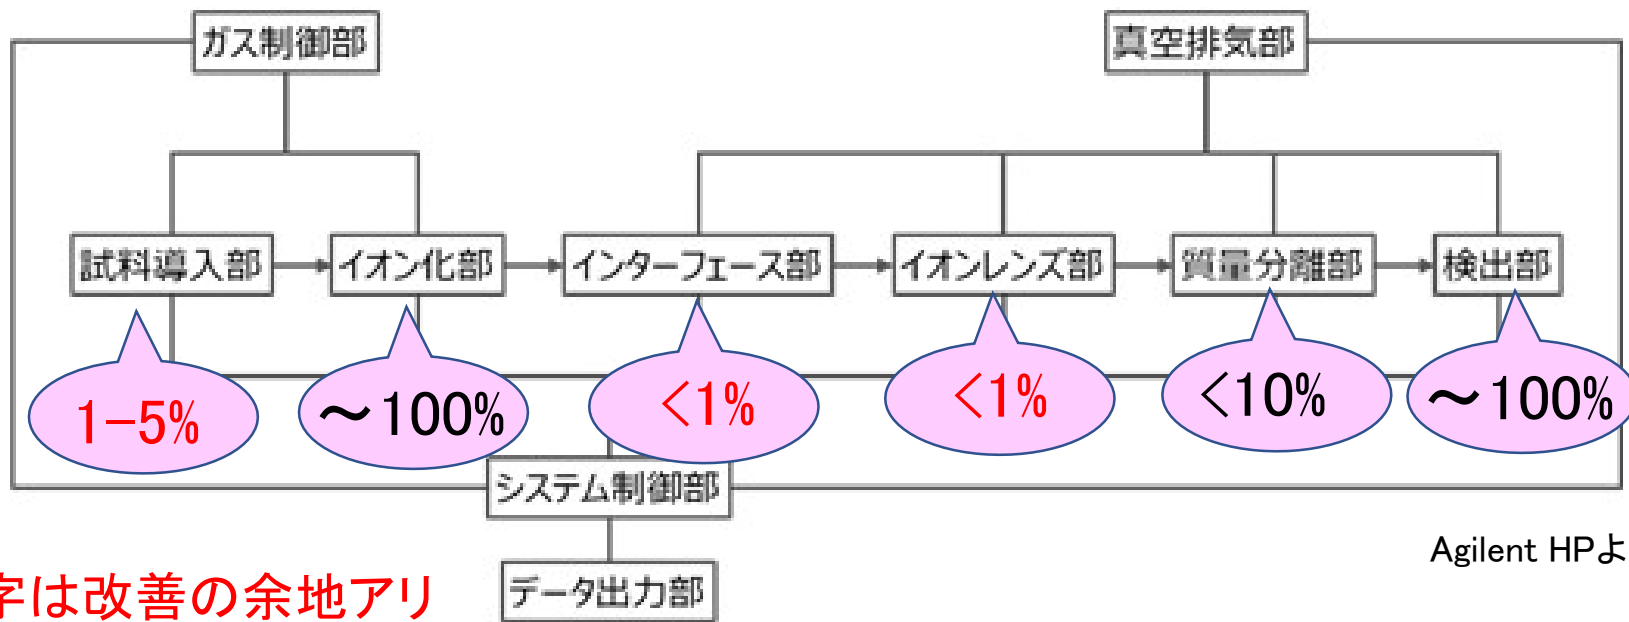 ガス制御部
真空排気部
試料導入部
イオン化部
インターフェース部
イオンレンズ部
質量分離部
検出部
1-5%
～100%
<1%
<1%
<10%
～100%
システム制御部
Agilent HPよ
データ出力部
字は改善の余地アリ